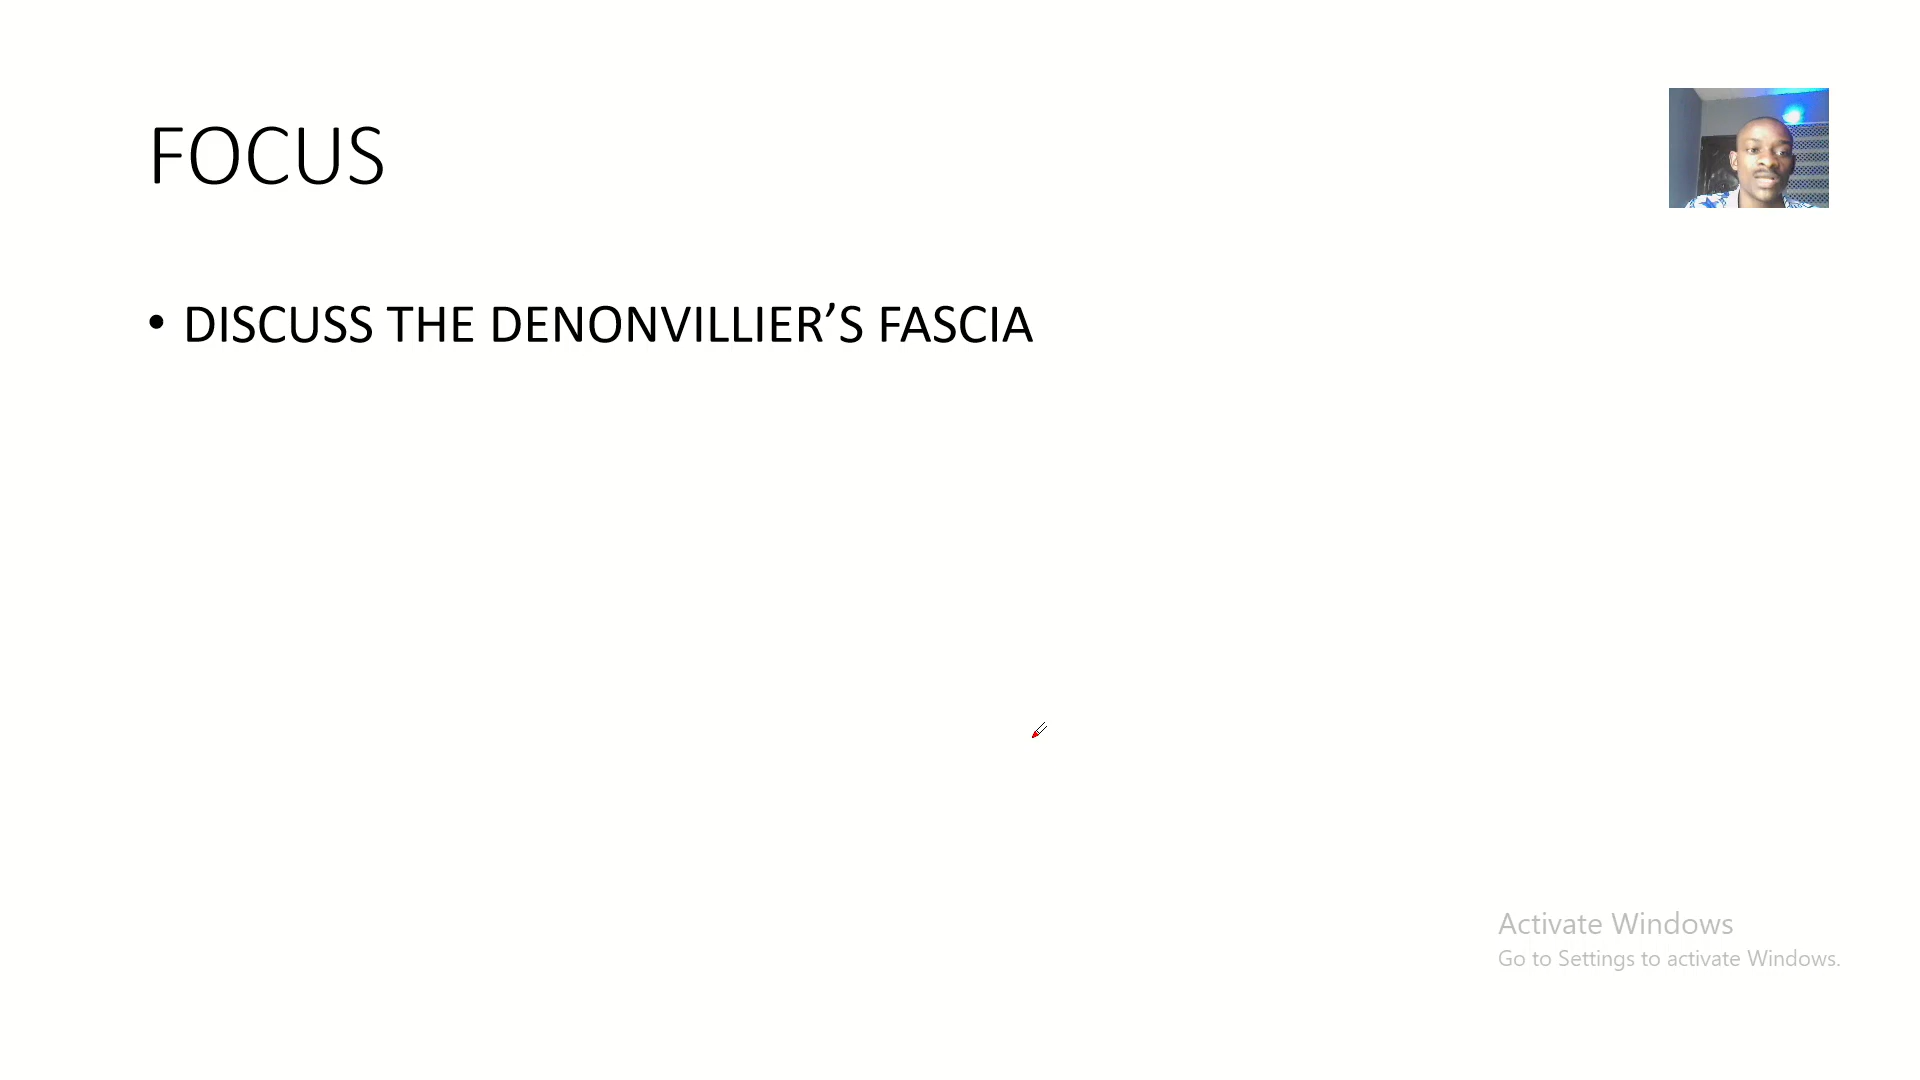 FOCUS
• DISCUSS THE DENONVILLIER’S FASCIA
Activate Windows
Go to Settings to activate Windows.